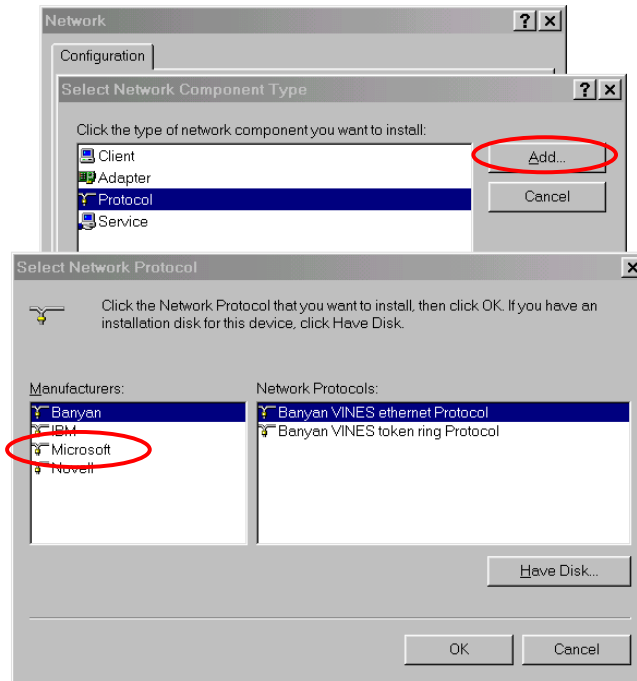 Network
Configuration
Select Network Component Type
Click the type of network component you want to install:
Client
Adapter
Protocol
Service
Add...
Cancel
Select Network Protocol
Click the Network Protocol that you want to install, then click OK. If you have an
installation disk for this device, click Have Disk.
Manufacturers:
Banyan
IBM
Microsoft
Novell
Network Protocols:
Banyan VINES ethernet Protocol
Banyan VINES token ring Protocol
Have Disk...
OK
Cancel